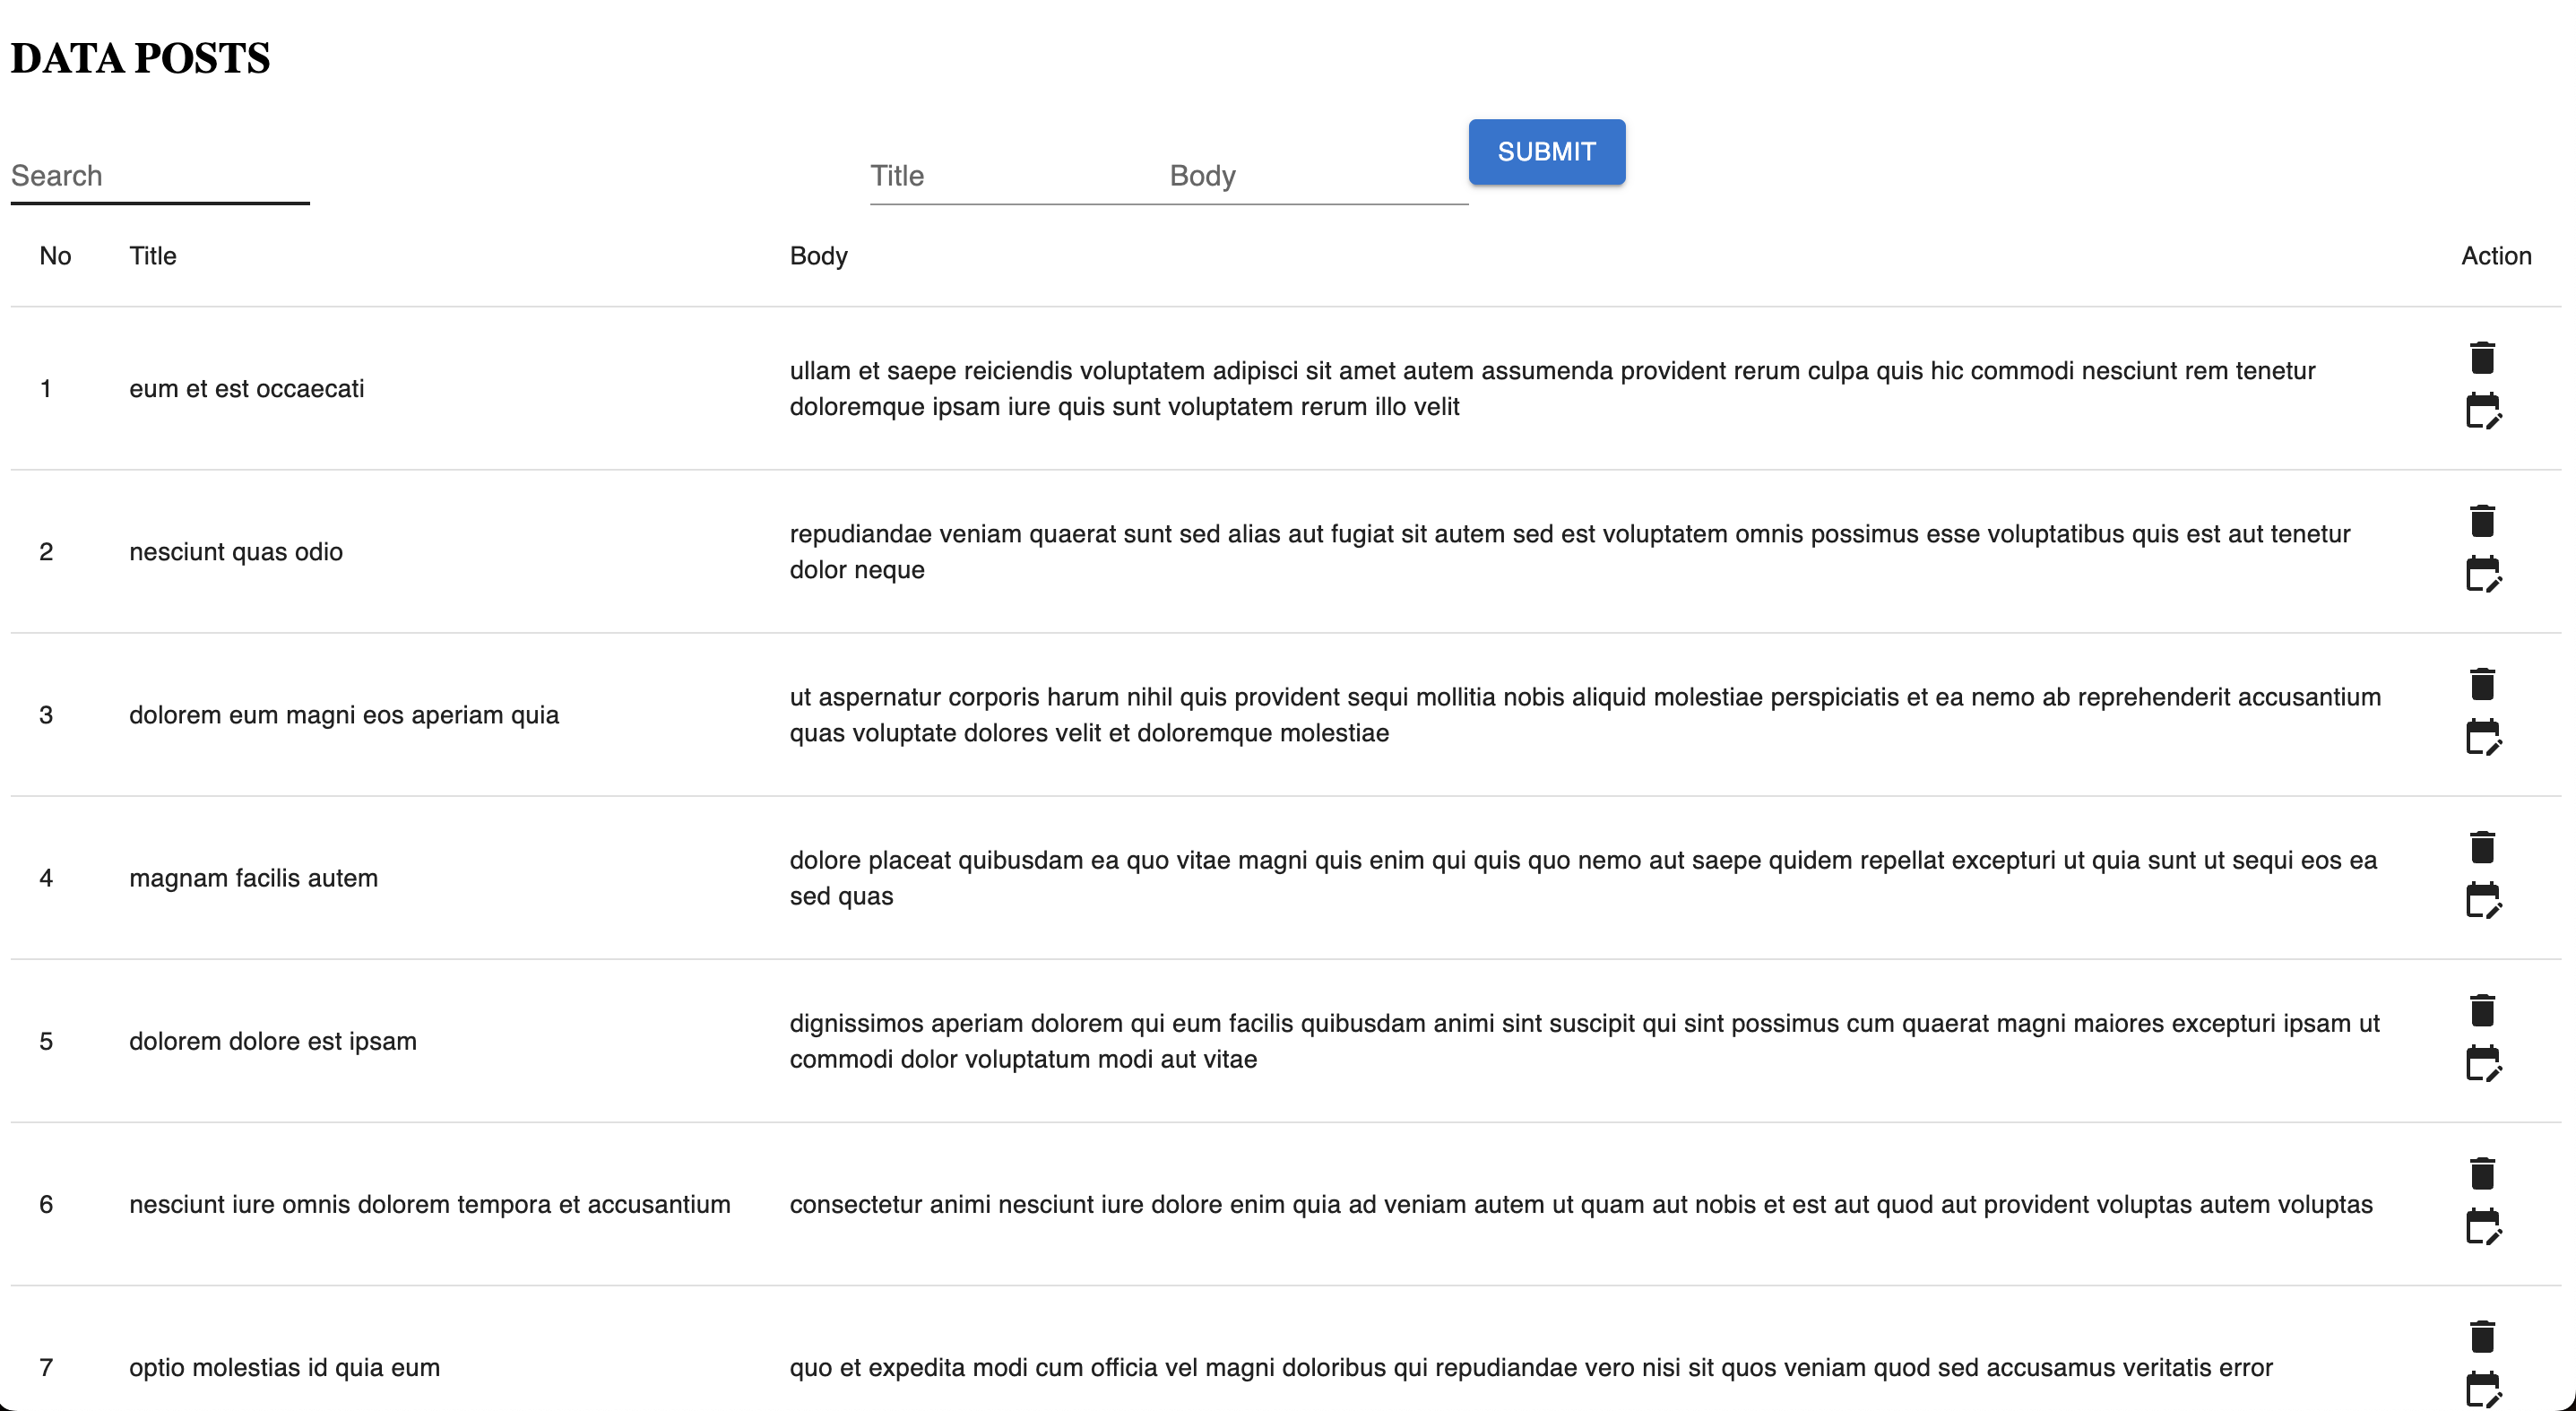 DATA POSTS
Search Title Body SUBMIT
No Title Body Action
1 eum et est occaecati ullam et saepe reiciendis voluptatem adipisci sit amet autem assumenda provident rerum culpa quis hic commodi nesciunt rem tenetur
doloremque ipsam iure quis sunt voluptatem rerum illo velit
2 nesciunt quas odio repudiandae veniam quaerat sunt sed alias aut fugiat sit autem sed est voluptatem omnis possimus esse voluptatibus quis est aut tenetur
dolor neque
3 dolorem eum magni eos aperiam quia ut aspernatur corporis harum nihil quis provident sequi mollitia nobis aliquid molestiae perspiciatis et ea nemo ab reprehenderit accusantium
quas voluptate dolores velit et doloremque molestiae
4 magnam facilis autem dolore placeat quibusdam ea quo vitae magni quis enim qui quis quo nemo aut saepe quidem repellat excepturi ut quia sunt ut sequi eos ea
sed quas
5 dolorem dolore est ipsam dignissimos aperiam dolorem qui eum facilis quibusdam animi sint suscipit qui sint possimus cum quaerat magni maiores excepturi ipsam ut
commodi dolor voluptatum modi aut vitae
6 nesciunt iure omnis dolorem tempora et accusantium consectetur animi nesciunt iure dolore enim quia ad veniam autem ut quam aut nobis et est aut quod aut provident voluptas autem voluptas
7 optio molestias id quia eum quo et expedita modi cum officia vel magni doloribus qui repudiandae vero nisi sit quos veniam quod sed accusamus veritatis error